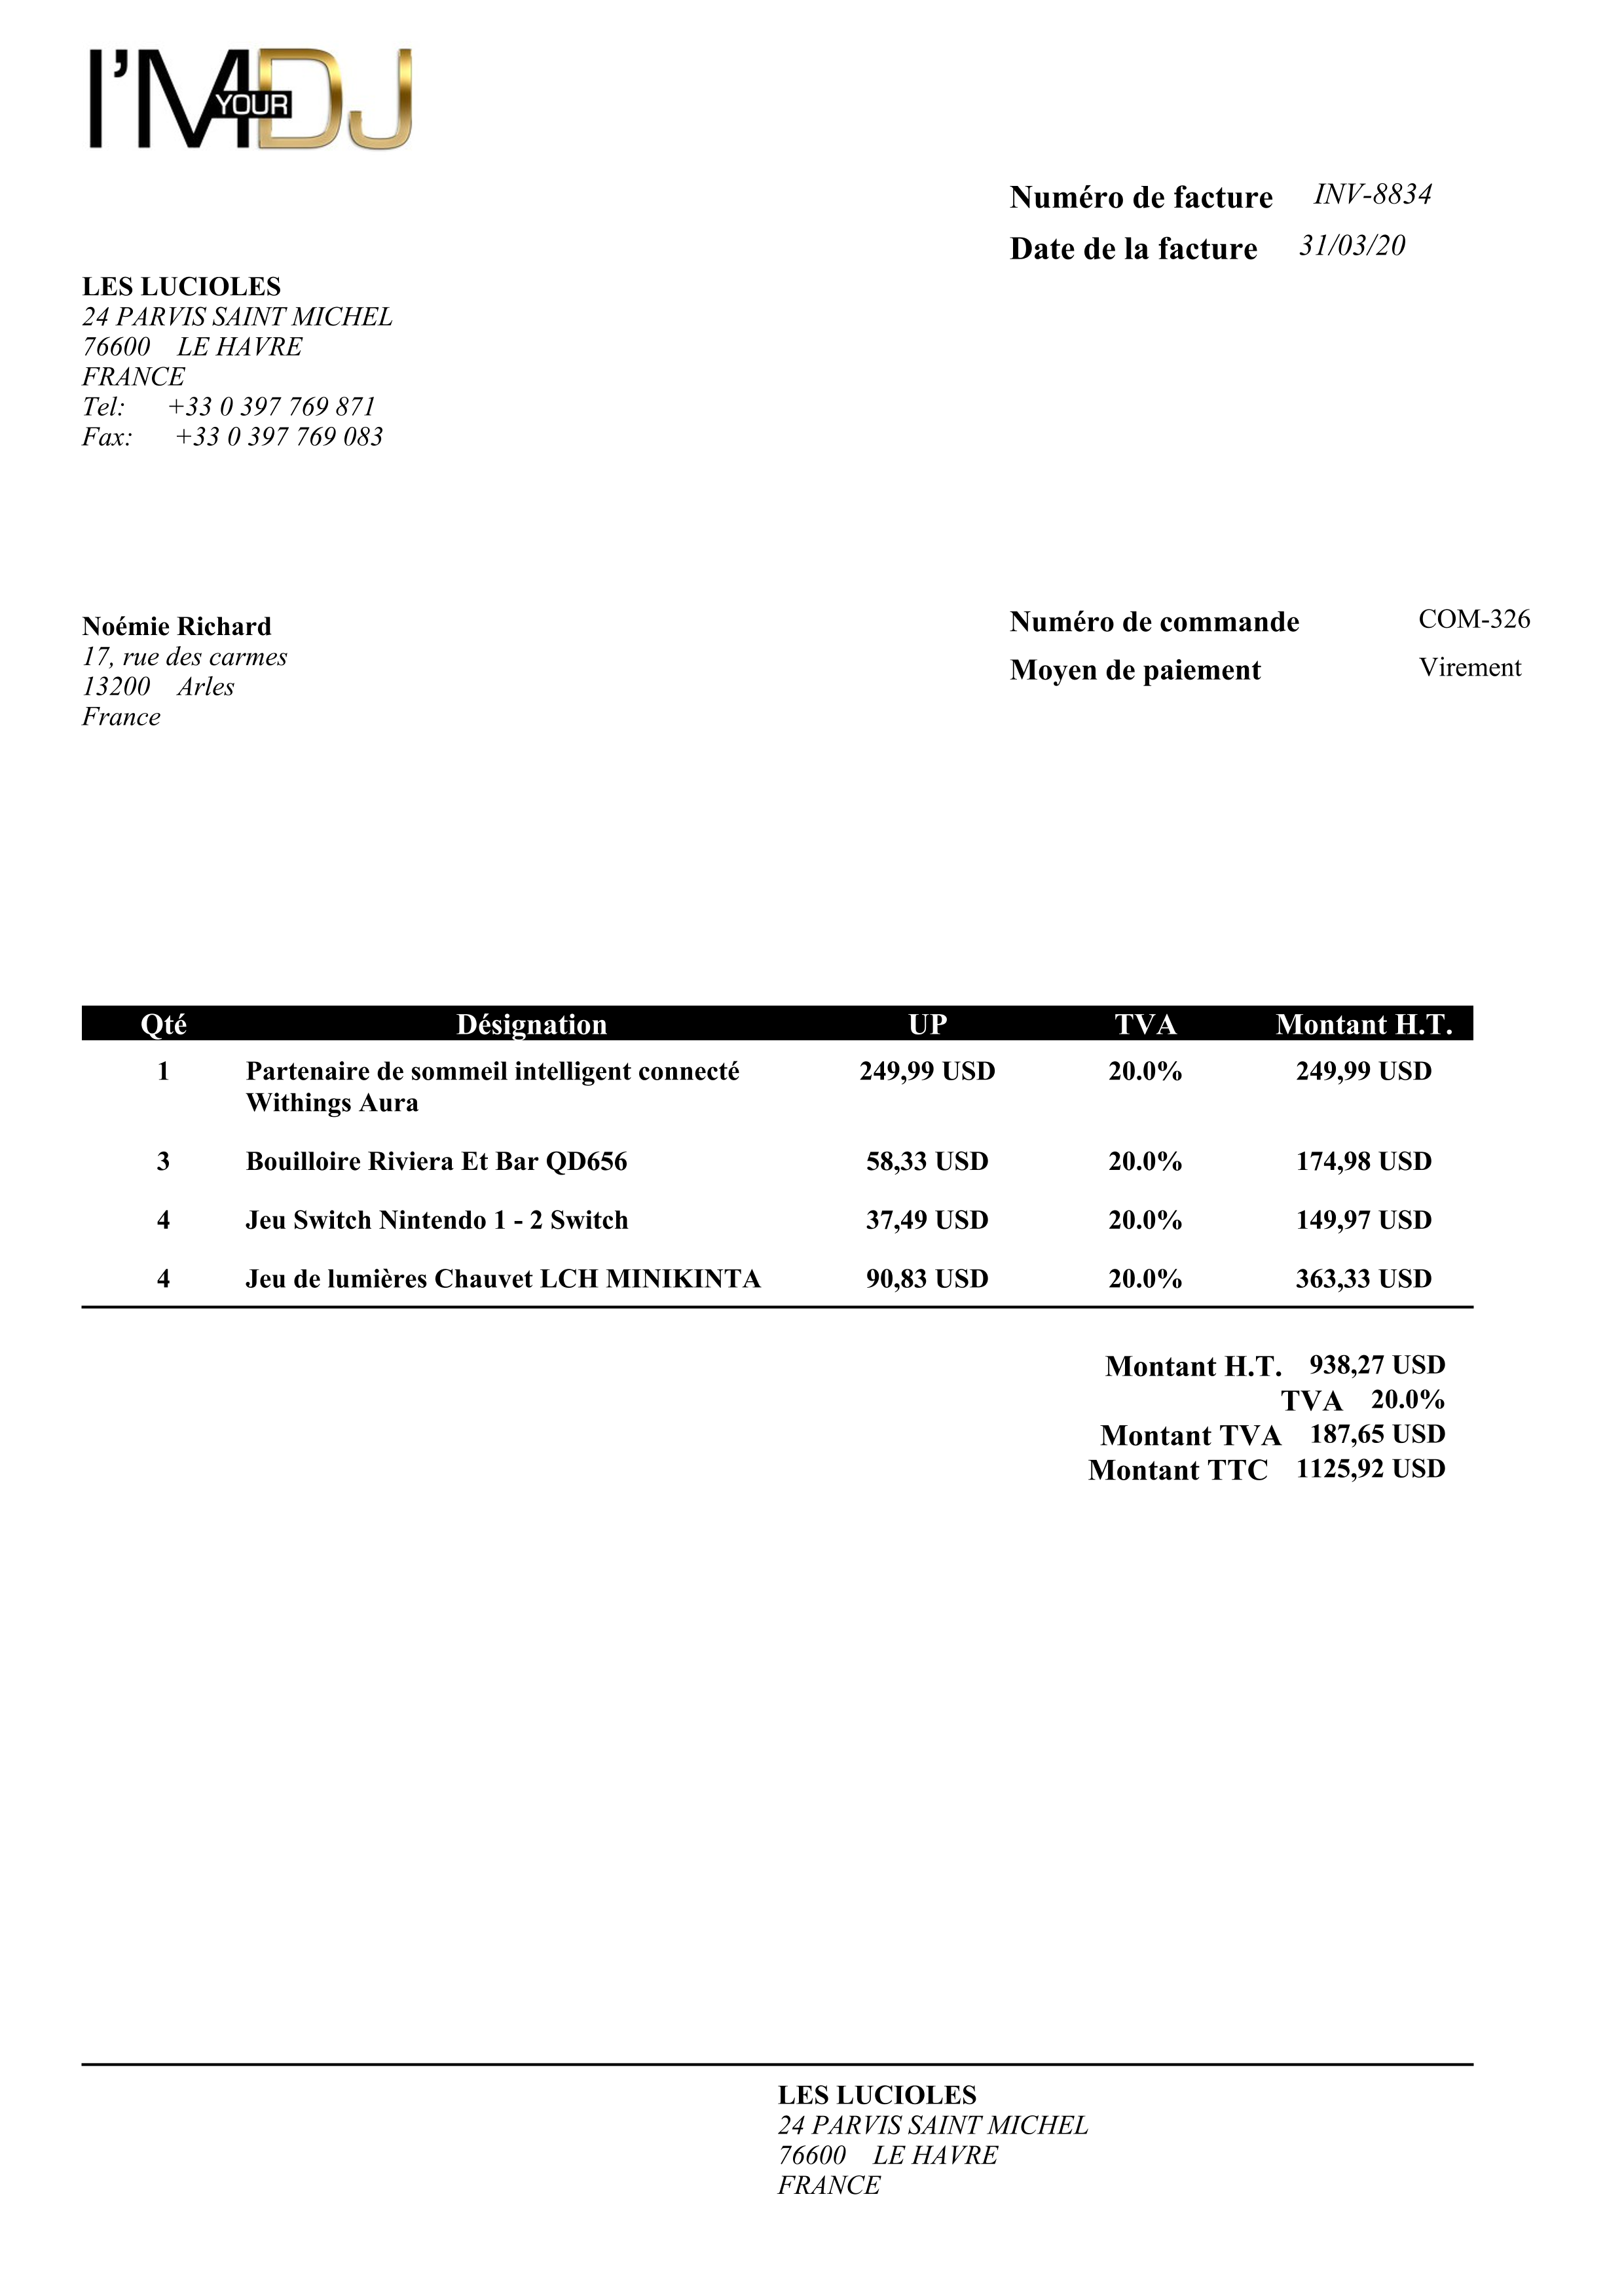 I'M YOUR DJ
Numéro de facture INV-8834
Date de la facture 31/03/20
LES LUCIOLES
24 PARVIS SAINT MICHEL
76600 LE HAVRE
FRANCE
Tel: +33 0 397 769 871
Fax: +33 0 397 769 083
Noémie Richard
17, rue des carmes
13200 Arles
France
Numéro de commande COM-326
Moyen de paiement Virement
Qté Désignation UP TVA Montant H.T.
1 Partenaire de sommeil intelligent connecté 249,99 USD 20.0% 249,99 USD
Withings Aura
3 Bouilloire Riviera Et Bar QD656 58,33 USD 20.0% 174,98 USD
4 Jeu Switch Nintendo 1 - 2 Switch 37,49 USD 20.0% 149,97 USD
4 Jeu de lumières Chauvet LCH MINIKINTA 90,83 USD 20.0% 363,33 USD
Montant H.T. 938,27 USD
TVA 20.0%
Montant TVA 187,65 USD
Montant TTC 1125,92 USD
LES LUCIOLES
24 PARVIS SAINT MICHEL
76600 LE HAVRE
FRANCE